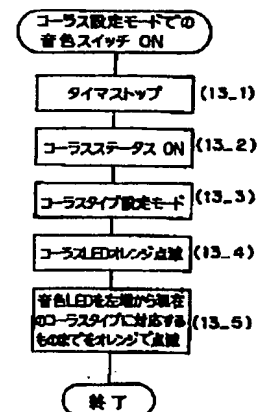 コーラス設定モードでの
音色スイッチ ON
タイマストップ
(13_1)
コーラスステータス ON
(13_2)
コーラスタイプ設定モード
(13_3)
コーラスLEDオレンジ点滅
(13_4)
音色LEDを左端から現在
のコーラスタイプに対応する
ものまでをオレンジで点滅
(13_5)
終了